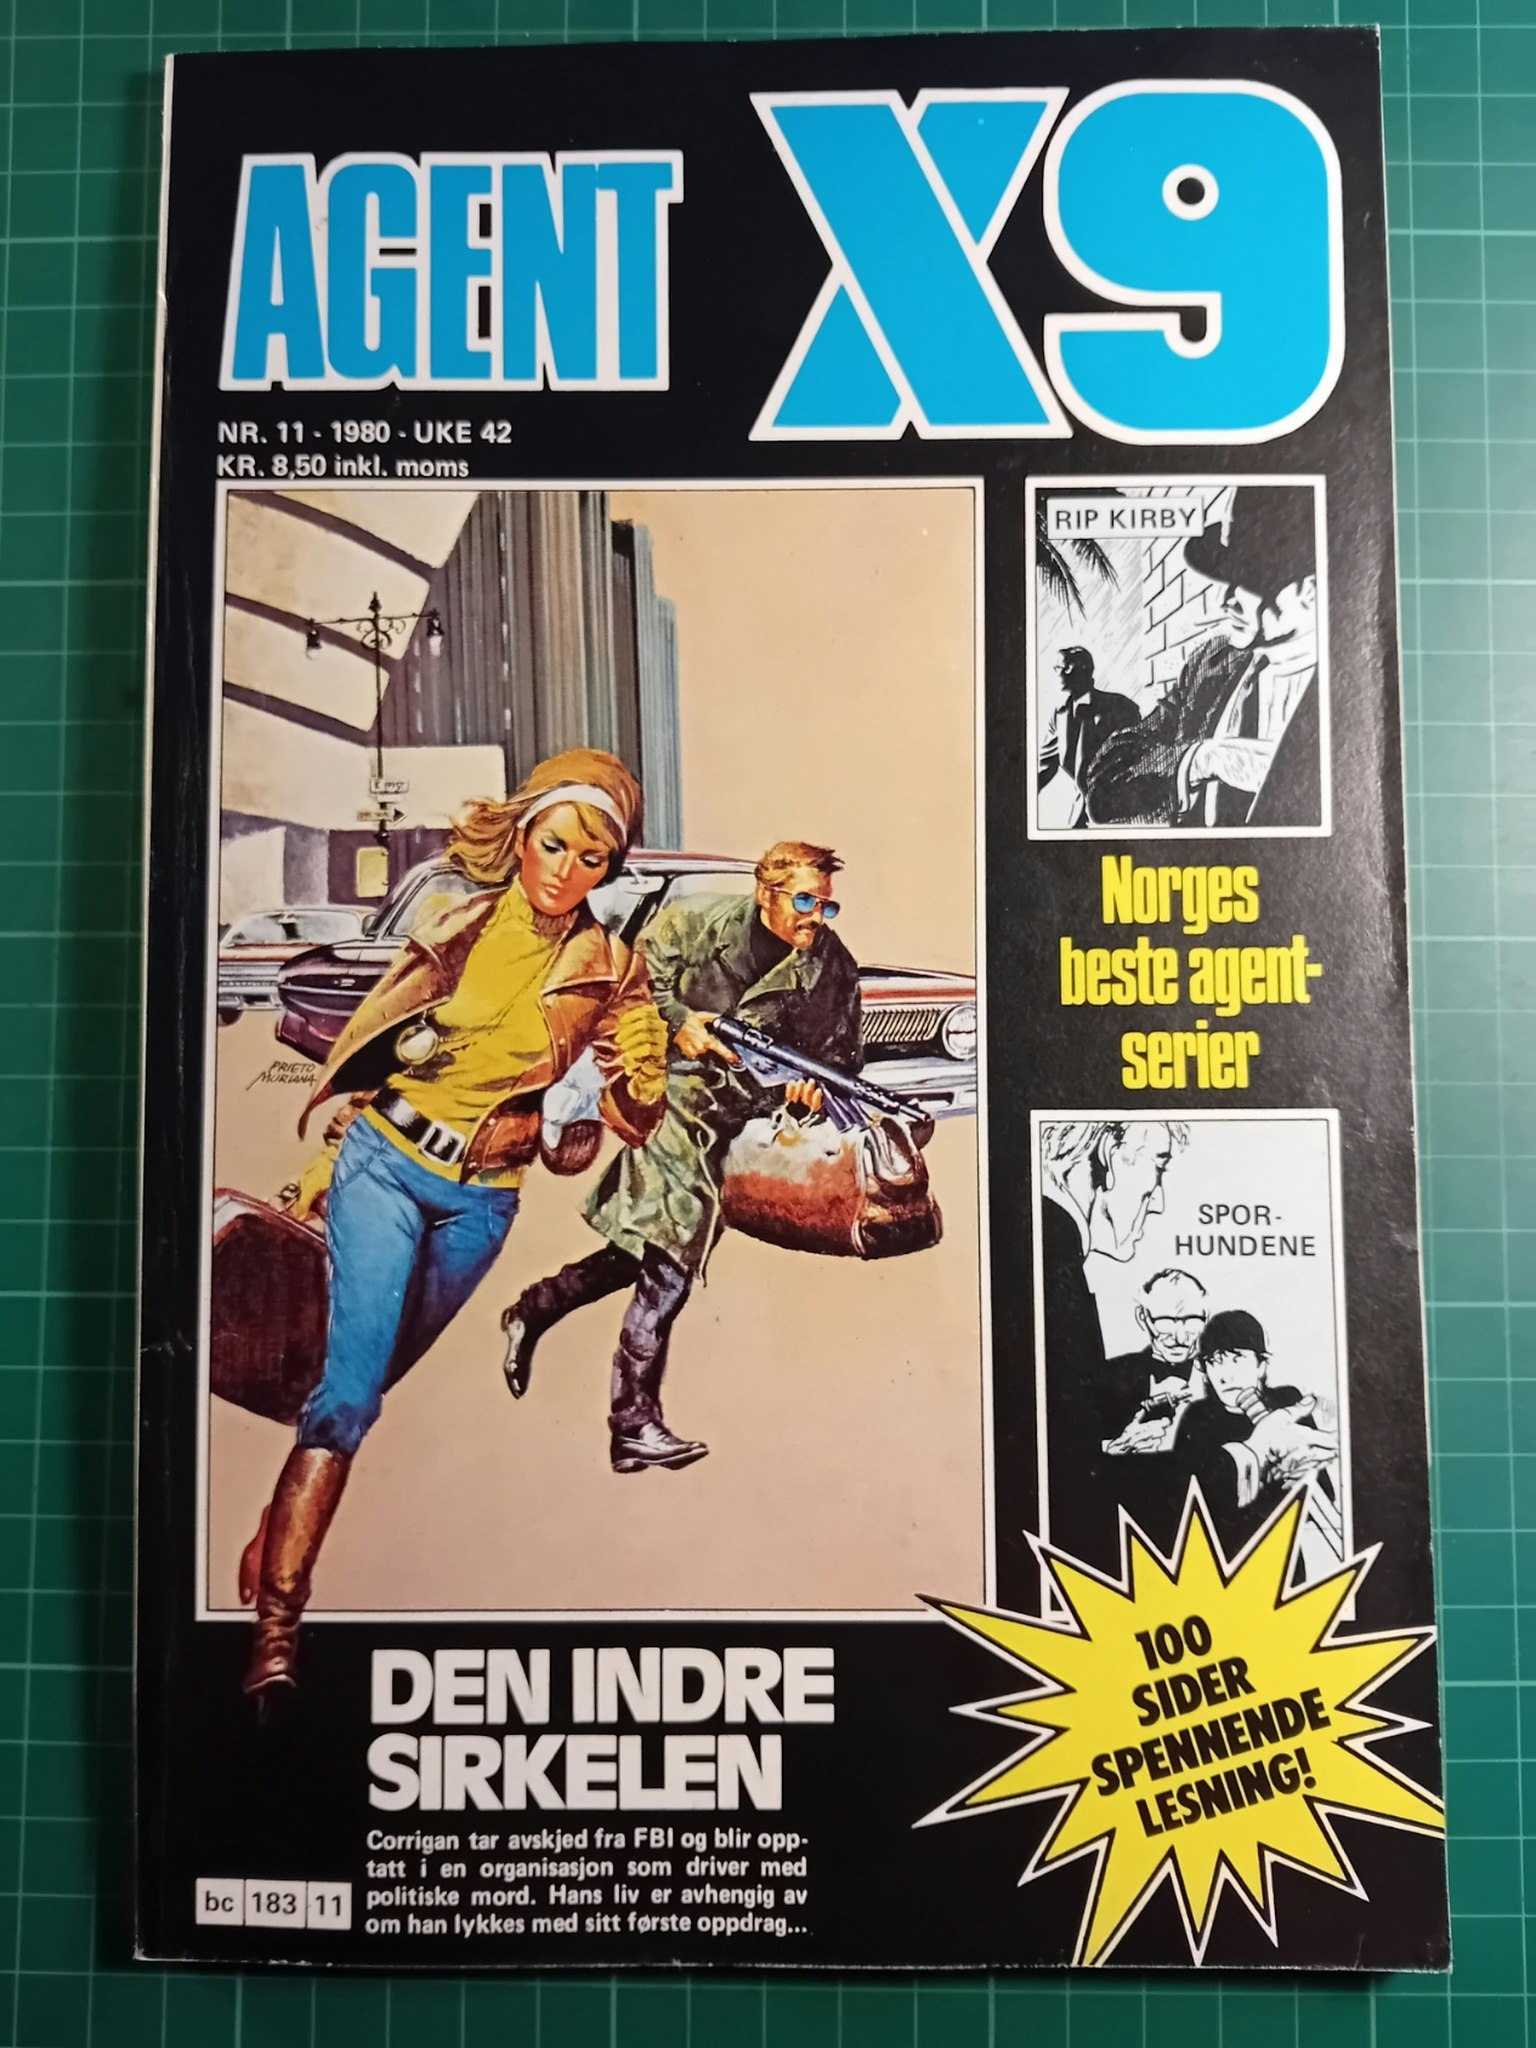 AGENT X9
NR. 11 - 1980 - UKE 42
KR. 8,50 inkl. moms
RIP KIRBY
Norges
beste agent-
serier
PRIETO
MURIANA
SPOR-
HUNDENE
100
SIDER
SPENNENDE
LESNING!
DEN INDRE
SIRKELEN
Corrigan tar avskjed fra FBI og blir opp-
tatt i en organisasjon som driver med
politiske mord. Hans liv er avhengig av
om han lykkes med sitt første oppdrag...
bc 183 11